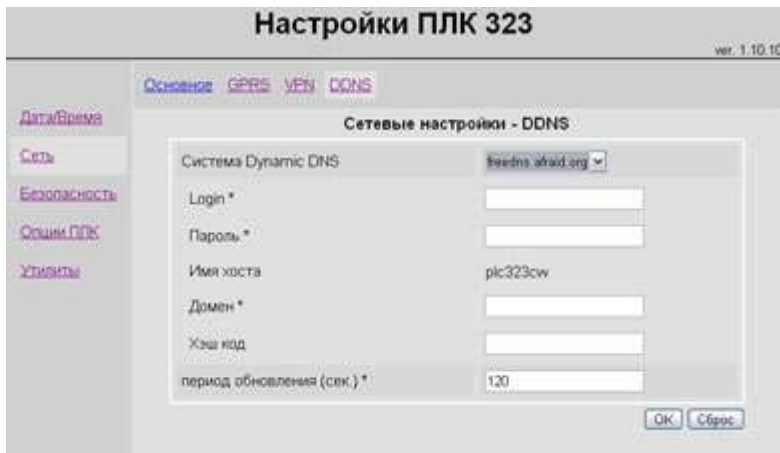 Настройки ПЛК 323
ver. 1.10.10
Основное GPRS VPN DDNS
Дата/Время
Сеть
Безопасность
Опции ПЛК
Утилиты
Сетевые настройки - DDNS
Система Dynamic DNS freedns.afraid.org
Login *
Пароль *
Имя хоста plc323cw
Домен *
Хэш код
период обновления (сек.) * 120
OK Сброс